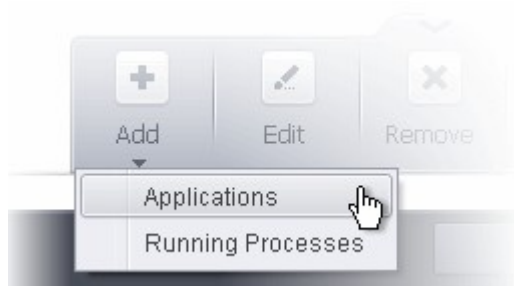 Add Edit Remove
Applications
Running Processes